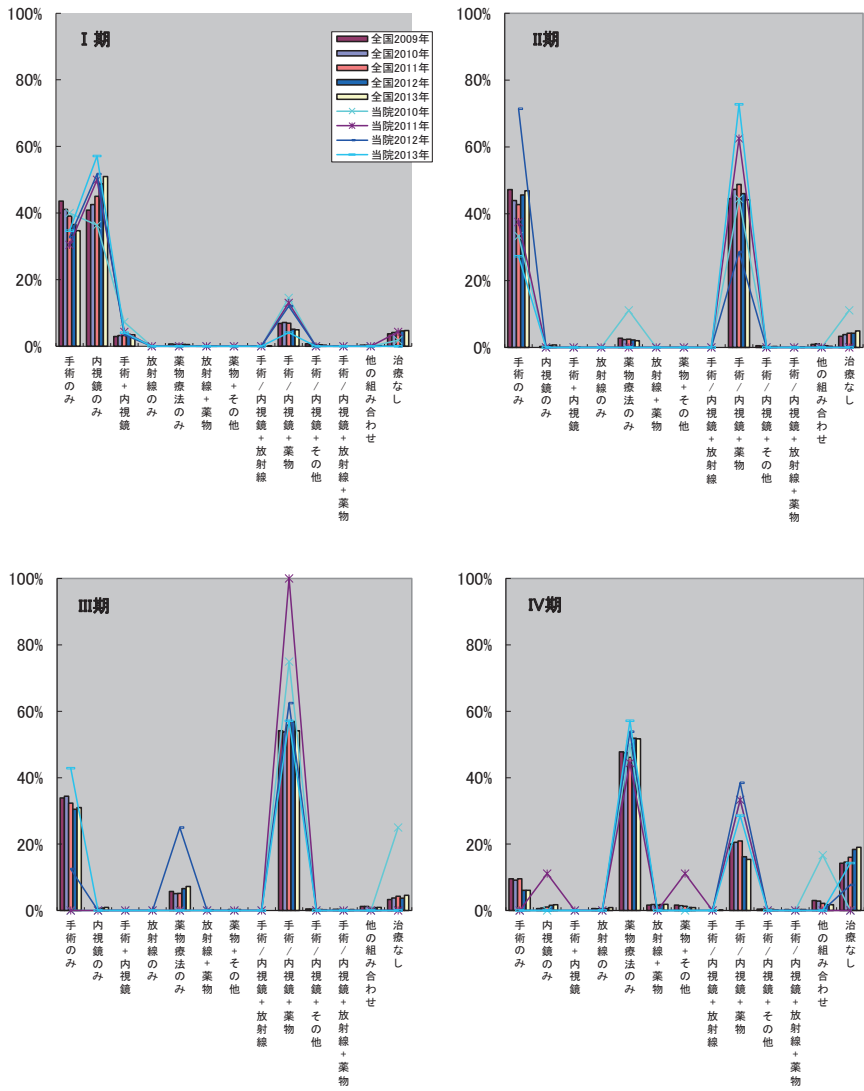 100%
80%
60%
40%
20%
0%
I 期
全国2009年
全国2010年
全国2011年
全国2012年
全国2013年
当院2010年
当院2011年
当院2012年
当院2013年
手術のみ
内視鏡のみ
手術+内視鏡
放射線のみ
薬物療法のみ
放射線+薬物
薬物+その他
手術/内視鏡+放射線
手術/内視鏡+薬物
手術/内視鏡+その他
手術/内視鏡+放射線+薬物
他の組み合わせ
治療なし
100%
80%
60%
40%
20%
0%
II期
手術のみ
内視鏡のみ
手術+内視鏡
放射線のみ
薬物療法のみ
放射線+薬物
薬物+その他
手術/内視鏡+放射線
手術/内視鏡+薬物
手術/内視鏡+その他
手術/内視鏡+放射線+薬物
他の組み合わせ
治療なし
100%
80%
60%
40%
20%
0%
III期
手術のみ
内視鏡のみ
手術+内視鏡
放射線のみ
薬物療法のみ
放射線+薬物
薬物+その他
手術/内視鏡+放射線
手術/内視鏡+薬物
手術/内視鏡+その他
手術/内視鏡+放射線+薬物
他の組み合わせ
治療なし
100%
80%
60%
40%
20%
0%
IV期
手術のみ
内視鏡のみ
手術+内視鏡
放射線のみ
薬物療法のみ
放射線+薬物
薬物+その他
手術/内視鏡+放射線
手術/内視鏡+薬物
手術/内視鏡+その他
手術/内視鏡+放射線+薬物
他の組み合わせ
治療なし